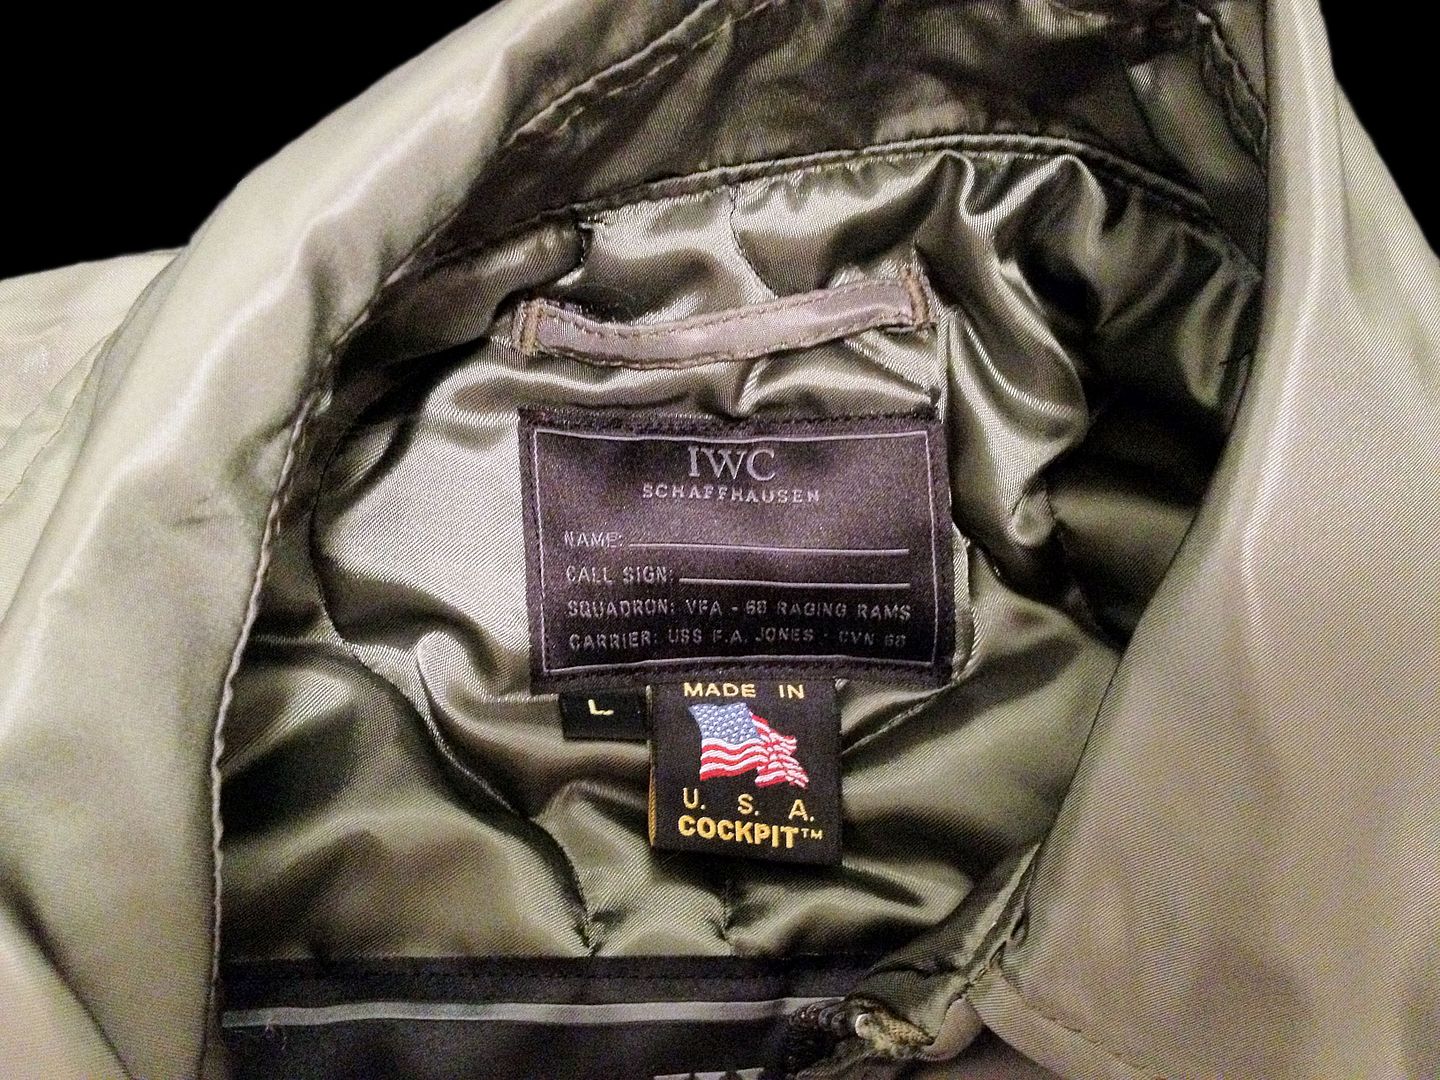 IWC
SCHAFFHAUSEN
NAME:
CALL SIGN:
SQUADRON: VFA - 68 RAGING RAMS
CARRIER: USS F.A. JONES - CVN 68
L
MADE IN
U. S. A.
COCKPIT™